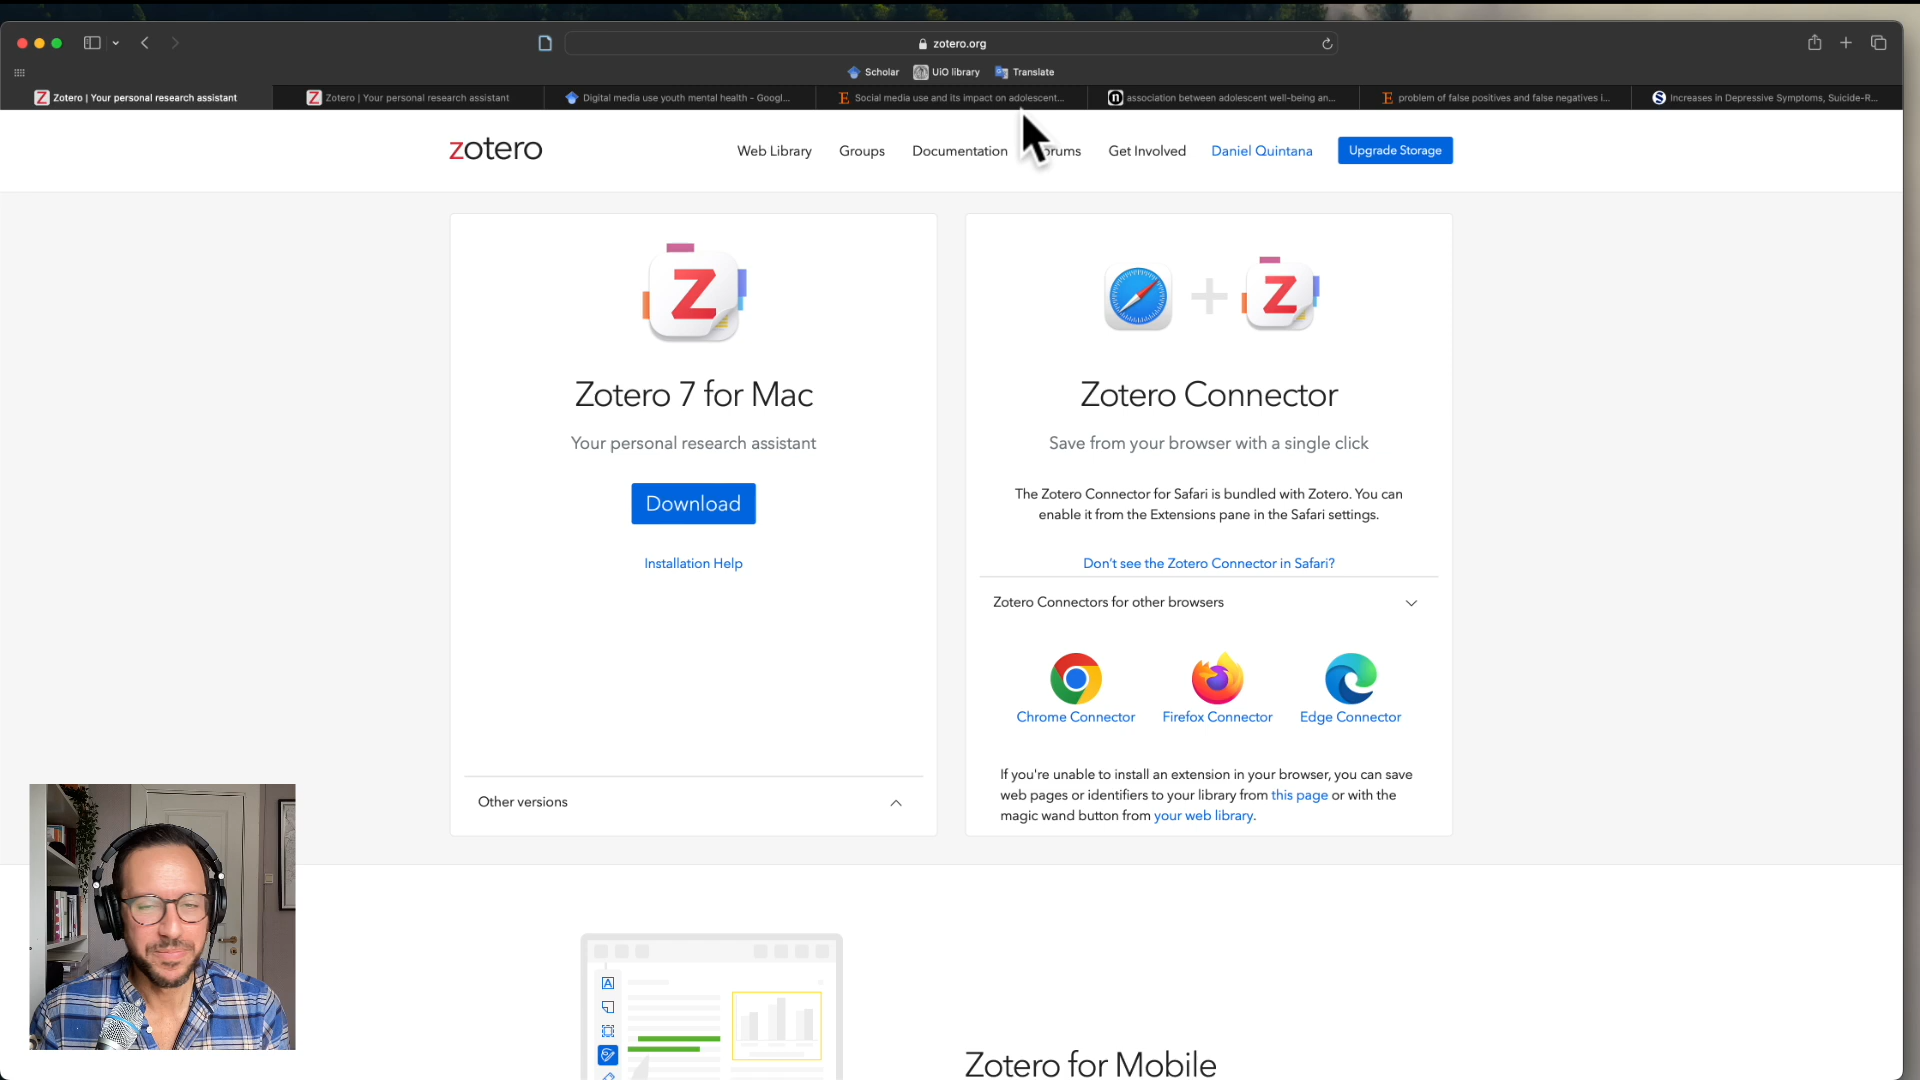 zotero.org
Scholar
UiO library
Translate
Zotero | Your personal research assistant
Zotero | Your personal research assistant
Digital media use youth mental health - Googl...
Social media use and its impact on adolescent...
association between adolescent well-being an...
problem of false positives and false negatives i...
Increases in Depressive Symptoms, Suicide-R...
zotero
Web Library
Groups
Documentation
Get Involved
Daniel Quintana
Upgrade Storage
Z
Zotero 7 for Mac
Your personal research assistant
Download
Installation Help
Other versions
Z
Zotero Connector
Save from your browser with a single click
The Zotero Connector for Safari is bundled with Zotero. You can
enable it from the Extensions pane in the Safari settings.
Don't see the Zotero Connector in Safari?
Zotero Connectors for other browsers
Chrome Connector
Firefox Connector
Edge Connector
If you're unable to install an extension in your browser, you can save
web pages or identifiers to your library from this page or with the
magic wand button from your web library.
Zotero for Mobile